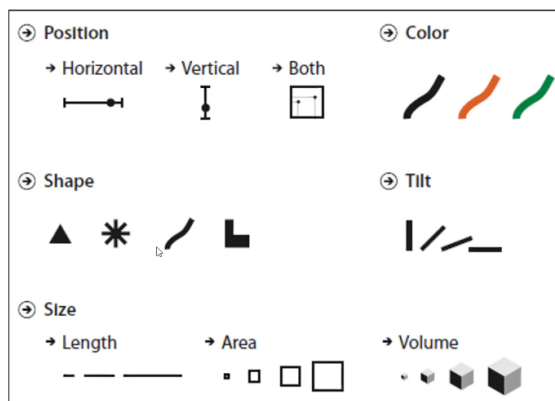 Position
Color
Horizontal
Vertical
Both
Shape
Tilt
Size
Length
Area
Volume